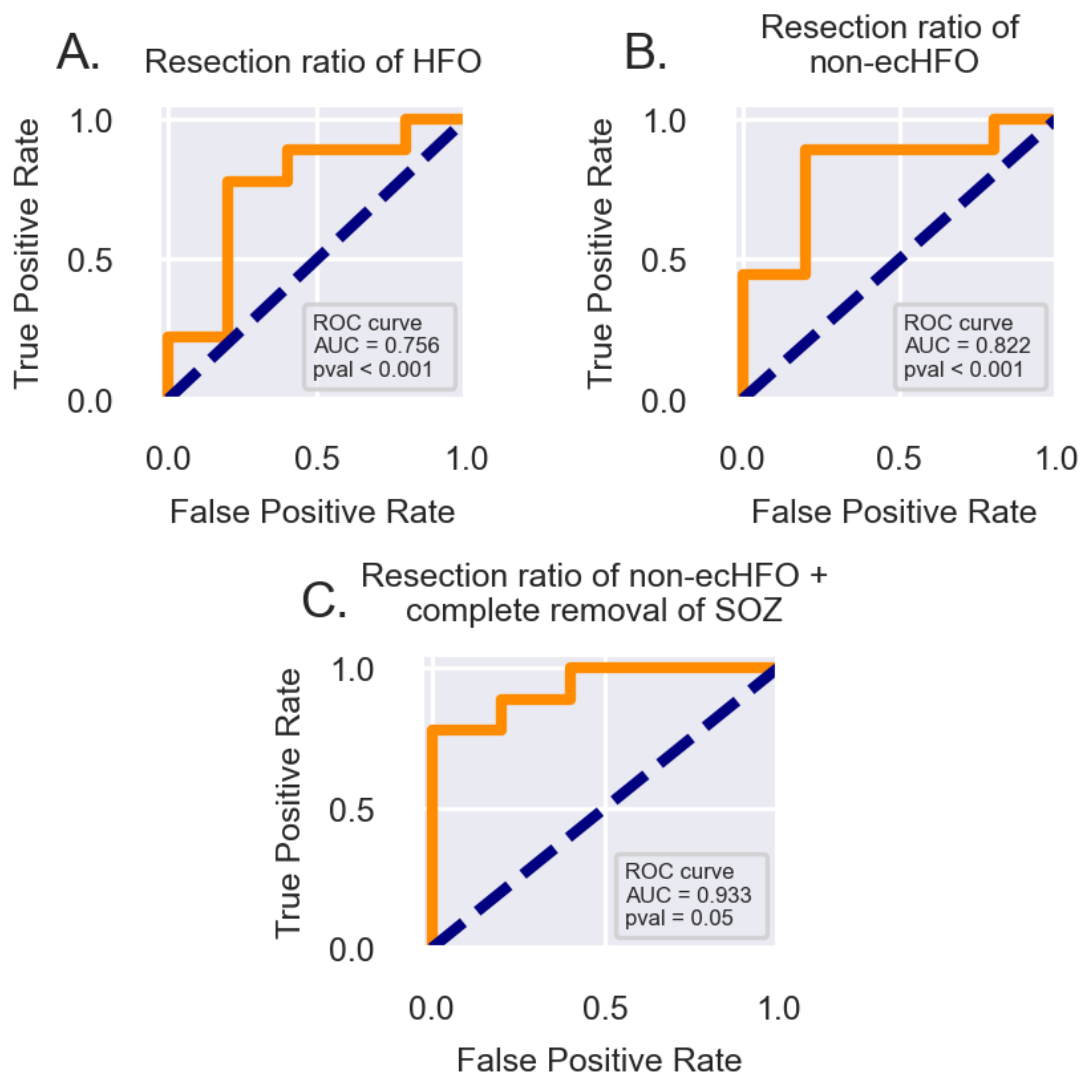 A.
Resection ratio of HFO
True Positive Rate
1.0
0.5
0.0
ROC curve
AUC = 0.756
pval < 0.001
0.0 0.5 1.0
False Positive Rate
B.
Resection ratio of
non-ecHFO
True Positive Rate
1.0
0.5
0.0
ROC curve
AUC = 0.822
pval < 0.001
0.0 0.5 1.0
False Positive Rate
C.
Resection ratio of non-ecHFO +
complete removal of SOZ
True Positive Rate
1.0
0.5
0.0
ROC curve
AUC = 0.933
pval = 0.05
0.0 0.5 1.0
False Positive Rate